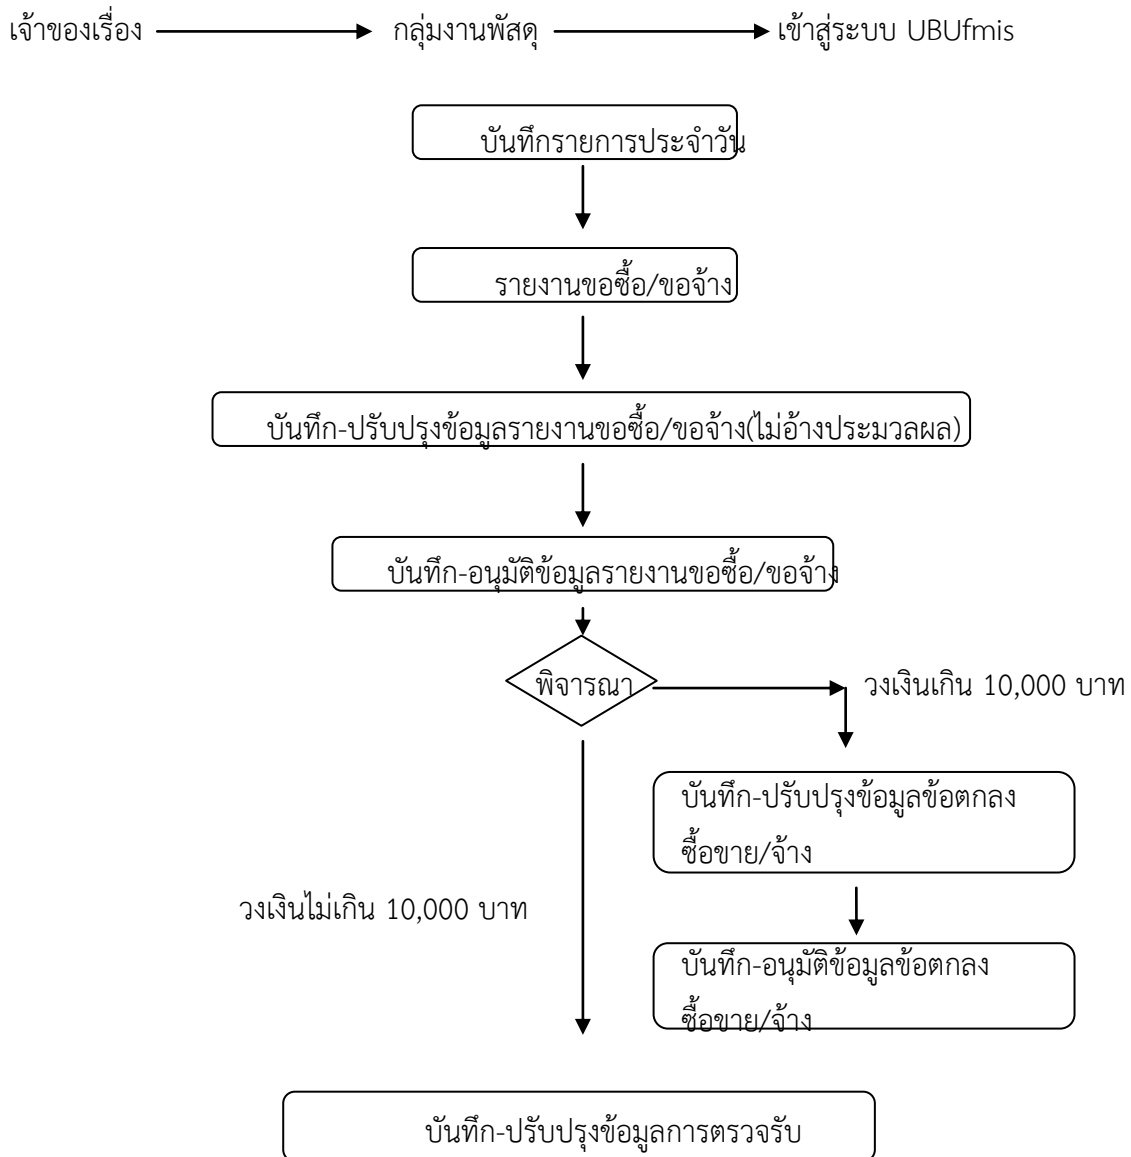 เจ้าของเรื่อง กลุ่มงานพัสดุ เข้าสู่ระบบ UBUfmis
บันทึกรายการประจำวัน
รายงานขอซื้อ/ขอจ้าง
บันทึก-ปรับปรุงข้อมูลรายงานขอซื้อ/ขอจ้าง(ไม่อ้างประมวลผล)
บันทึก-อนุมัติข้อมูลรายงานขอซื้อ/ขอจ้าง
พิจารณา
วงเงินเกิน 10,000 บาท
บันทึก-ปรับปรุงข้อมูลข้อตกลง
ซื้อขาย/จ้าง
วงเงินไม่เกิน 10,000 บาท
บันทึก-อนุมัติข้อมูลข้อตกลง
ซื้อขาย/จ้าง
บันทึก-ปรับปรุงข้อมูลการตรวจรับ